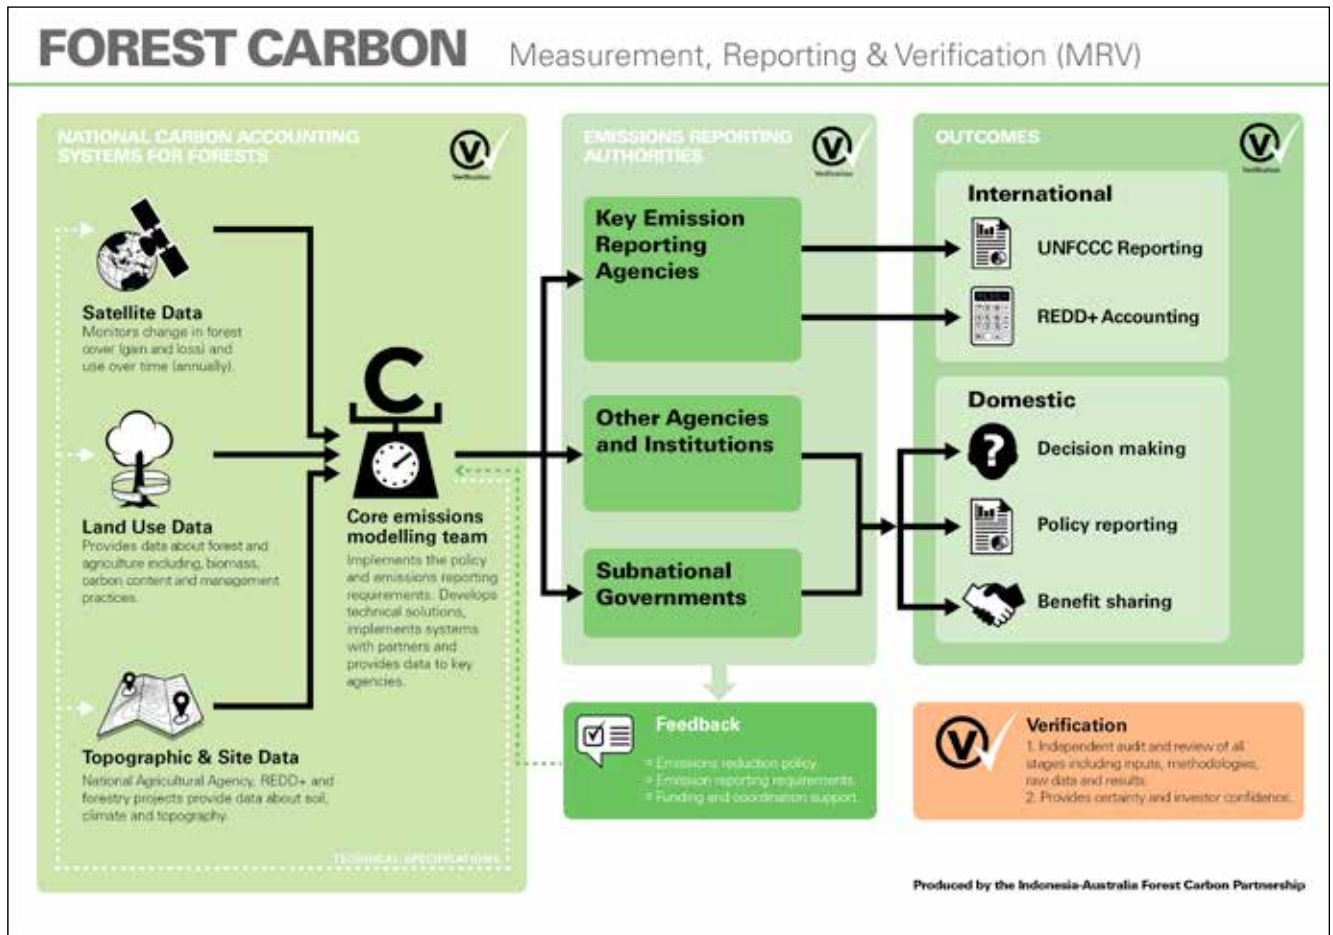 FOREST CARBON Measurement, Reporting & Verification (MRV)
NATIONAL CARBON ACCOUNTING
SYSTEMS FOR FORESTS
V
Verification
Satellite Data
Monitors change in forest
cover (gain and loss) and
use over time (annually).
Land Use Data
Provides data about forest and
agriculture including, biomass,
carbon content and management
practices.
Topographic & Site Data
National Agricultural Agency, REDD+ and
forestry projects provide data about soil,
climate and topography.
C
Core emissions
modelling team
Implements the policy
and emissions reporting
requirements. Develops
technical solutions,
implements systems
with partners and
provides data to key
agencies.
TECHNICAL SPECIFICATIONS
EMISSIONS REPORTING
AUTHORITIES
V
Verification
Key Emission
Reporting
Agencies
Other Agencies
and Institutions
Subnational
Governments
Feedback
= Emissions reduction policy.
= Emission reporting requirements.
= Funding and coordination support.
OUTCOMES
V
Verification
International
UNFCCC Reporting
REDD+ Accounting
Domestic
?
Decision making
Policy reporting
Benefit sharing
V
Verification
1. Independent audit and review of all
stages including inputs, methodologies,
raw data and results.
2. Provides certainty and investor confidence.
Produced by the Indonesia-Australia Forest Carbon Partnership